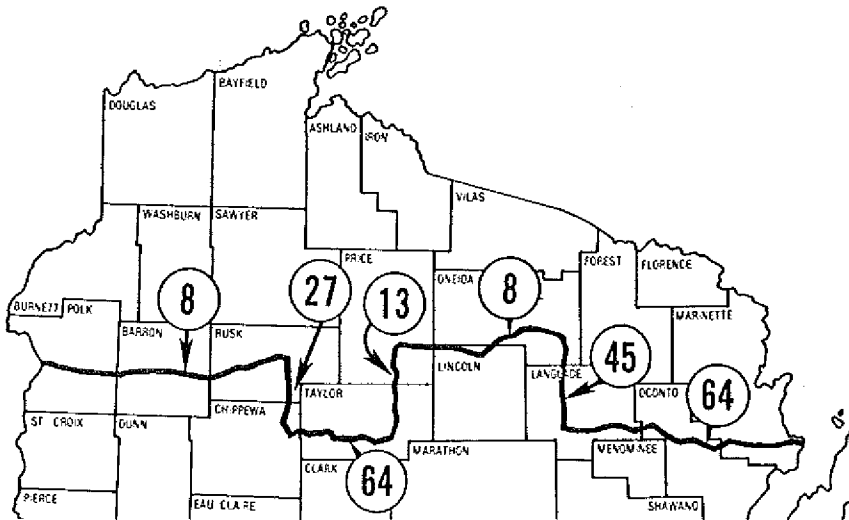 BAYFIELD
DOUGLAS
ASHLAND
IRON
VILAS
WASHBURN
SAWYER
PRICE
FOREST
FLORENCE
ONEIDA
27
13
8
8
BURNETT
POLK
MARINETTE
BARRON
RUSK
LINCOLN
LANGLADE
45
OCONTO
64
TAYLOR
CHIPPEWA
ST CROIX
DUNN
MARATHON
MENOMINEE
CLARK
64
PIERCE
EAU CLAIRE
SHAWANO